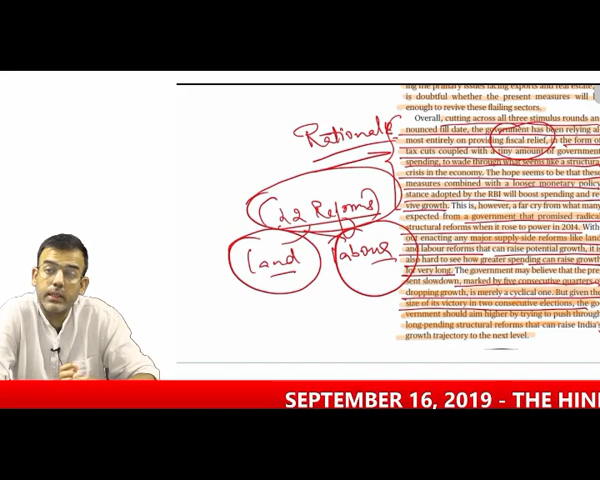 ing the primary issues facing exports and real estate,
is doubtful whether the present measures will
enough to revive these flailing sectors.
Overall, cutting across all three stimulus rounds an-
nounced till date, the government has been relying al-
most entirely on providing fiscal relief, in the form of
tax cuts coupled with a tiny amount of government
spending, to wade through what seems like a structural
crisis in the economy. The hope seems to be that these
measures combined with a looser monetary policy
stance adopted by the RBI will boost spending and re-
vive growth. This is, however, a far cry from what many
expected from a government that promised radical
structural reforms when it rose to power in 2014. With-
out enacting any major supply-side reforms like land
and labour reforms that can raise potential growth, it is
also hard to see how greater spending can raise growth
for very long. The government may believe that the pre-
sent slowdown, marked by five consecutive quarters of
dropping growth, is merely a cyclical one. But given the
size of its victory in two consecutive elections, the go-
vernment should aim higher by trying to push through
long-pending structural reforms that can raise India's
growth trajectory to the next level.
Rationale
(22 Reforms)
land labour
SEPTEMBER 16, 2019 - THE HIN